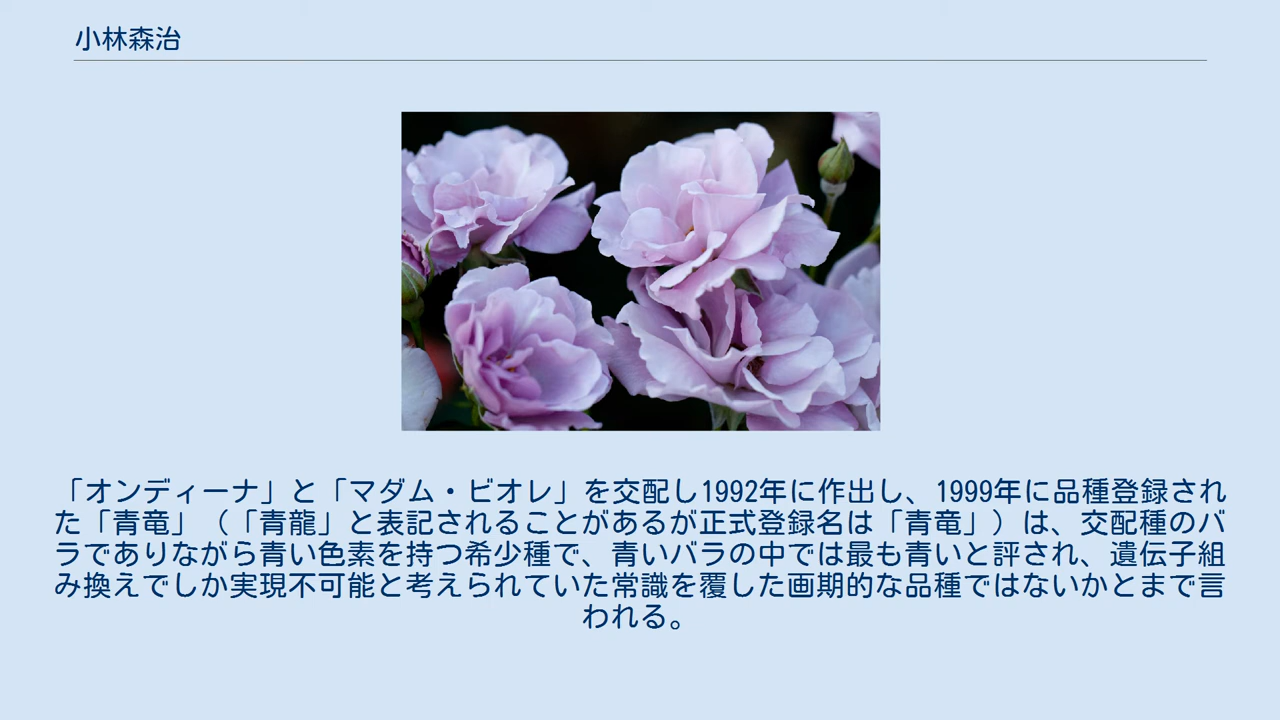 小林森治
「オンディーナ」と「マダム・ビオレ」を交配し1992年に作出し、1999年に品種登録され
た「青竜」（「青龍」と表記されることがあるが正式登録名は「青竜」）は、交配種のバ
ラでありながら青い色素を持つ希少種で、青いバラの中では最も青いと評され、遺伝子組
み換えでしか実現不可能と考えられていた常識を覆した画期的な品種ではないかとまで言
われる。